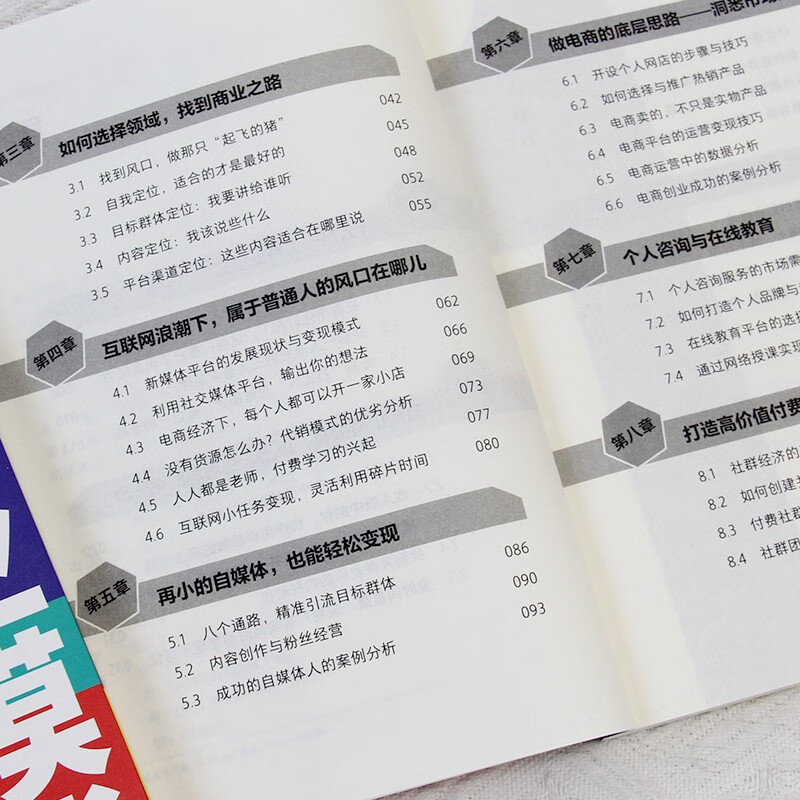 第三章 如何选择领域，找到商业之路
3.1 找到风口，做那只“起飞的猪” 042
3.2 自我定位，适合的才是最好的 045
3.3 目标群体定位：我要讲给谁听 048
3.4 内容定位：我该说些什么 052
3.5 平台渠道定位：这些内容适合在哪里说 055
第四章 互联网浪潮下，属于普通人的风口在哪儿
4.1 新媒体平台的发展现状与变现模式 062
4.2 利用社交媒体平台，输出你的想法 066
4.3 电商经济下，每个人都可以开一家小店 069
4.4 没有货源怎么办？代销模式的优劣分析 073
4.5 人人都是老师，付费学习的兴起 077
4.6 互联网小任务变现，灵活利用碎片时间 080
第五章 再小的自媒体，也能轻松变现
5.1 八个通路，精准引流目标群体 086
5.2 内容创作与粉丝经营 090
5.3 成功的自媒体人的案例分析 093
第六章 做电商的底层思路——洞悉市场
6.1 开设个人网店的步骤与技巧
6.2 如何选择与推广热销产品
6.3 电商卖的，不只是实物产品
6.4 电商平台的运营变现技巧
6.5 电商运营中的数据分析
6.6 电商创业成功的案例分析
第七章 个人咨询与在线教育
7.1 个人咨询服务的市场需
7.2 如何打造个人品牌与
7.3 在线教育平台的选择
7.4 通过网络授课实现
第八章 打造高价值付费
8.1 社群经济的
8.2 如何创建
8.3 付费社群
8.4 社群团